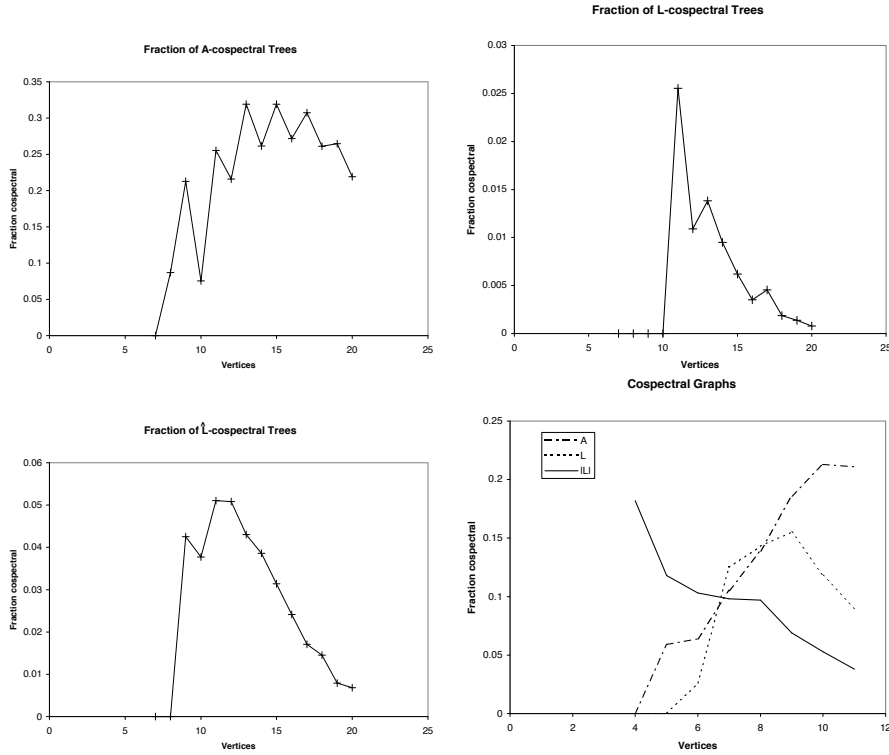 Fraction of A-cospectral Trees
0.35
0.3
0.25
0.2
0.15
0.1
0.05
0
0 5 10 15 20 25
Fraction cospectral
Vertices
Fraction of L-cospectral Trees
0.03
0.025
0.02
0.015
0.01
0.005
0
0 5 10 15 20 25
Fraction cospectral
Vertices
Fraction of L̂-cospectral Trees
0.06
0.05
0.04
0.03
0.02
0.01
0
0 5 10 15 20 25
Fraction cospectral
Vertices
Cospectral Graphs
0.25
0.2
0.15
0.1
0.05
0
0 2 4 6 8 10 12
A
L
|L|
Fraction cospectral
Vertices